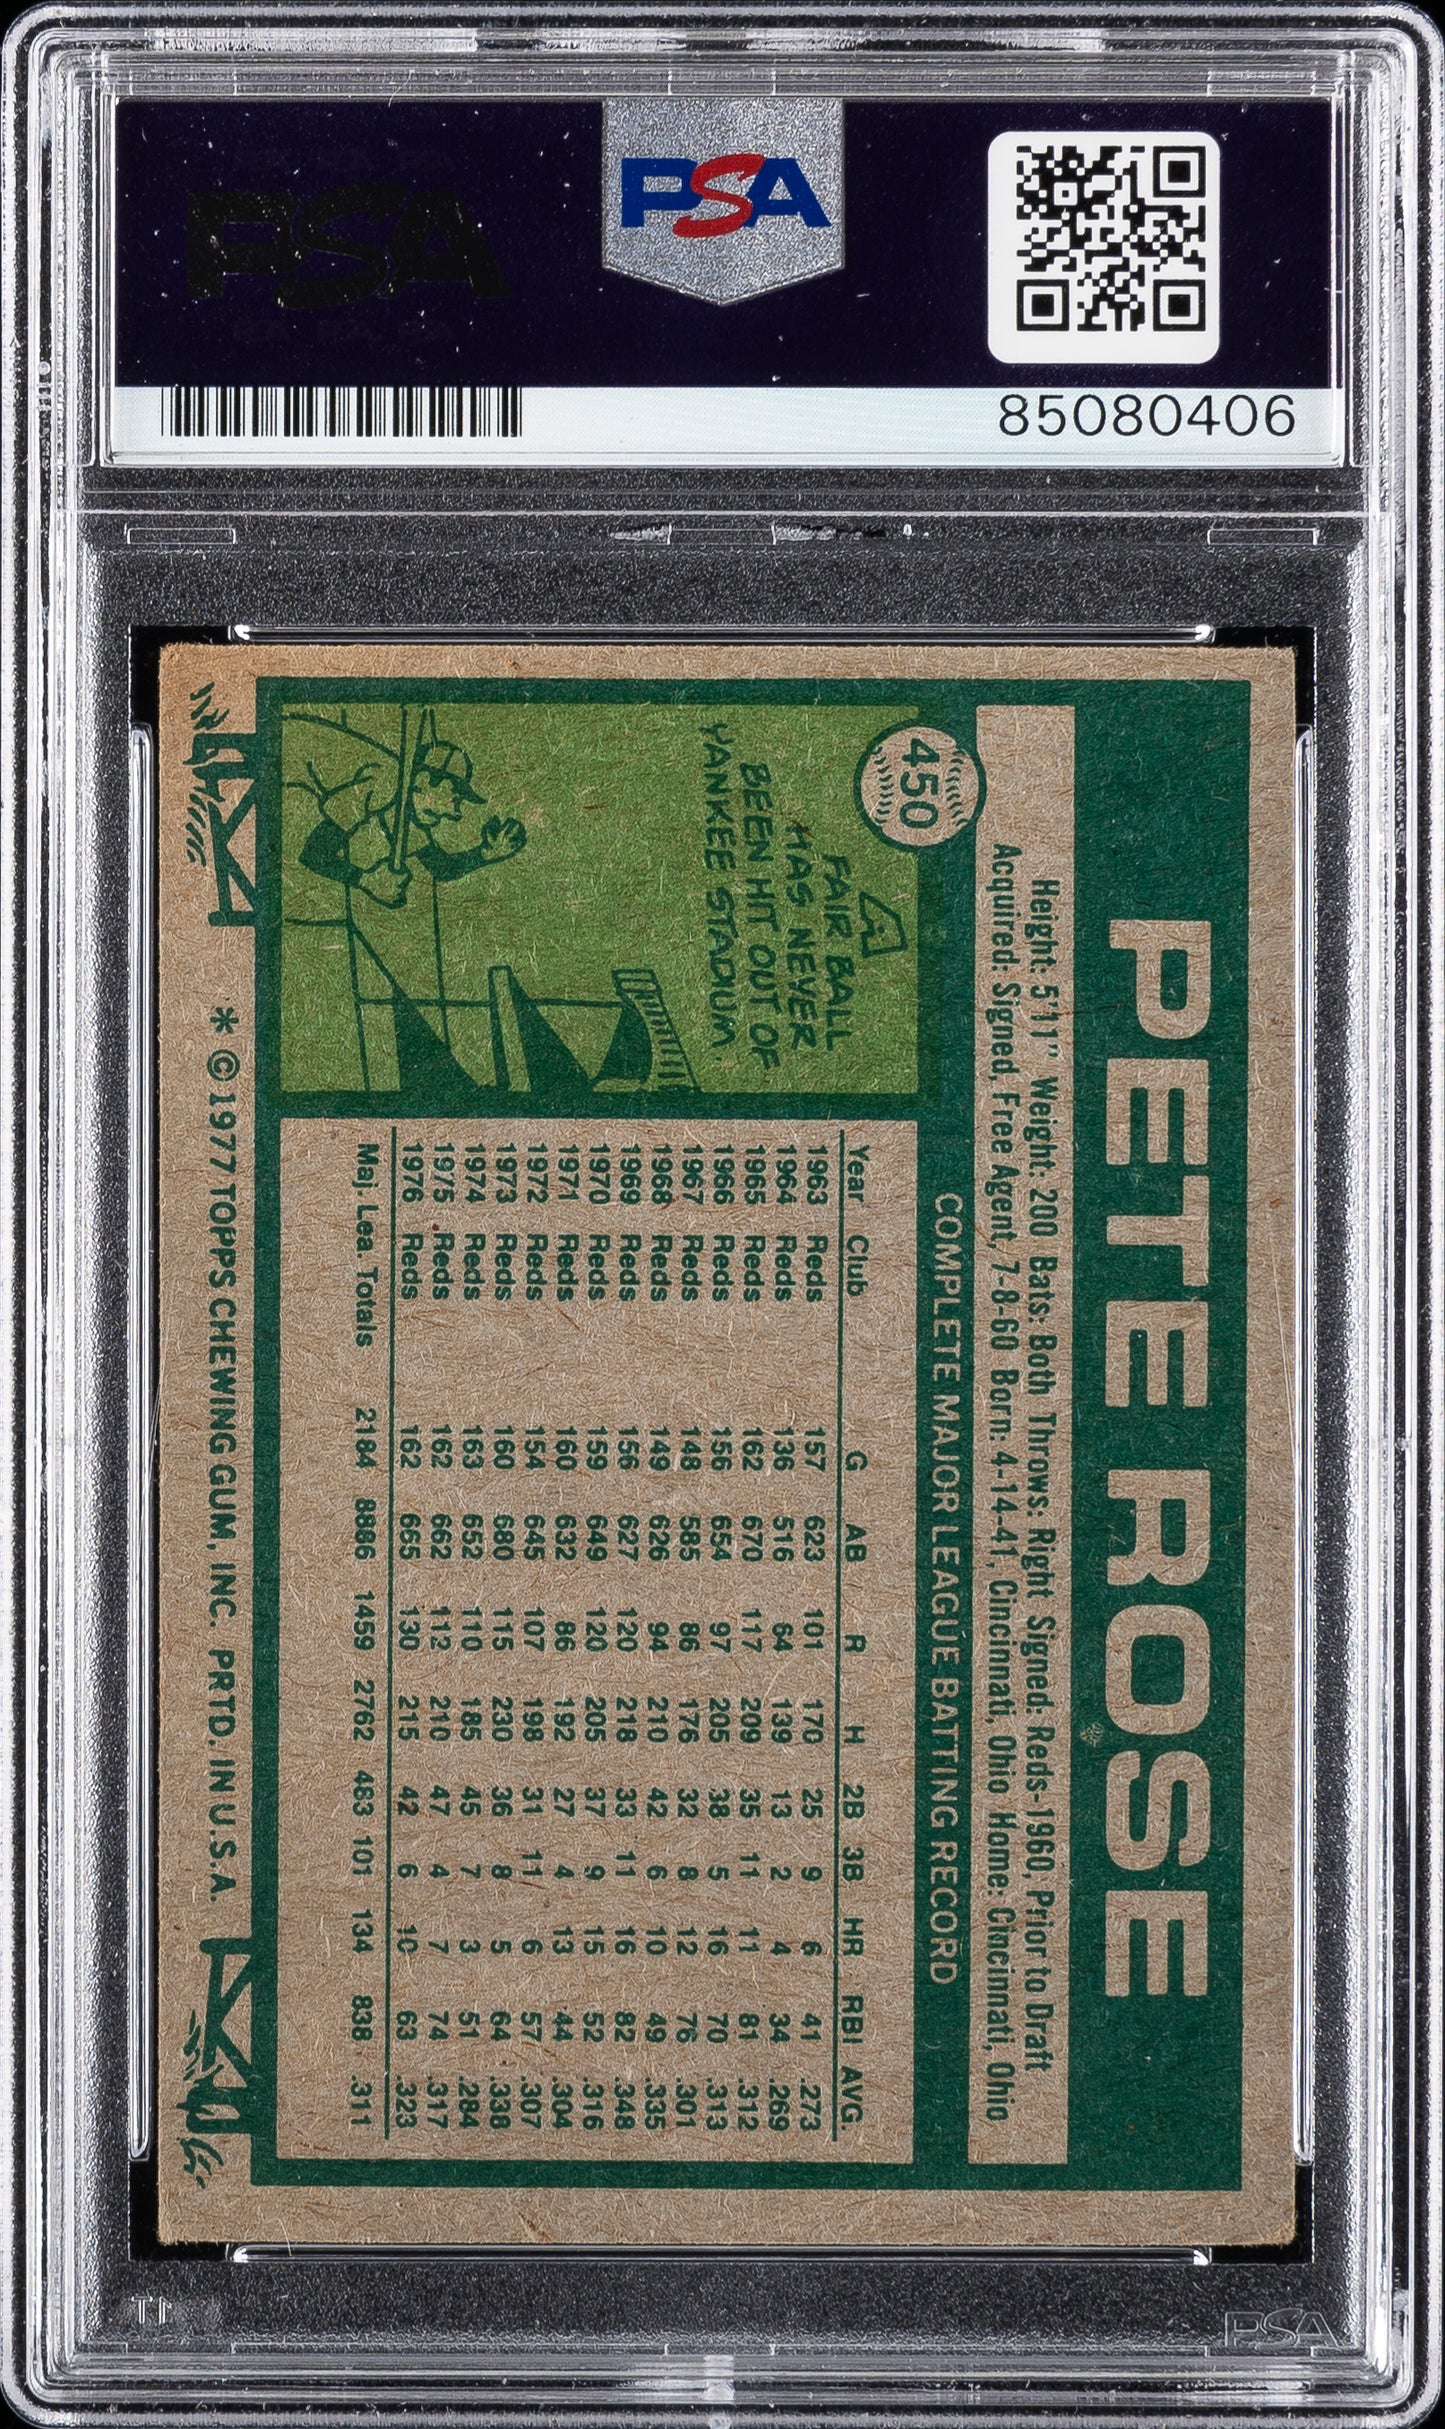 PSA
PSA
85080406
450
PETE ROSE
Height: 5'11" Weight: 200 Bats: Both Throws: Right Signed: Reds-1960, Prior to Draft
Acquired: Signed, Free Agent, 7-8-60 Born: 4-14-41, Cincinnati, Ohio Home: Cincinnati, Ohio
A
FAIR BALL
HAS NEVER
BEEN HIT OUT OF
YANKEE STADIUM.
COMPLETE MAJOR LEAGUE BATTING RECORD
Year Club G AB R H 2B 3B HR RBI AVG.
1963 Reds 157 623 101 170 25 9 6 41 .273
1964 Reds 136 516 64 139 13 2 4 34 .269
1965 Reds 162 670 117 209 35 11 11 81 .312
1966 Reds 156 654 97 205 38 5 16 70 .313
1967 Reds 148 585 86 176 32 8 12 76 .301
1968 Reds 149 626 94 210 42 6 10 49 .335
1969 Reds 156 627 120 218 33 11 16 82 .348
1970 Reds 159 649 120 205 37 9 15 52 .316
1971 Reds 160 632 86 192 27 4 13 44 .304
1972 Reds 154 645 107 198 31 11 6 57 .307
1973 Reds 160 680 115 230 36 8 5 64 .338
1974 Reds 163 652 110 185 45 7 3 51 .284
1975 Reds 162 662 112 210 47 4 7 74 .317
1976 Reds 162 665 130 215 42 6 10 63 .323
Maj. Lea. Totals 2184 8886 1459 2762 483 101 134 838 .311
* © 1977 TOPPS CHEWING GUM, INC. PRTD. IN U.S.A.
PSA